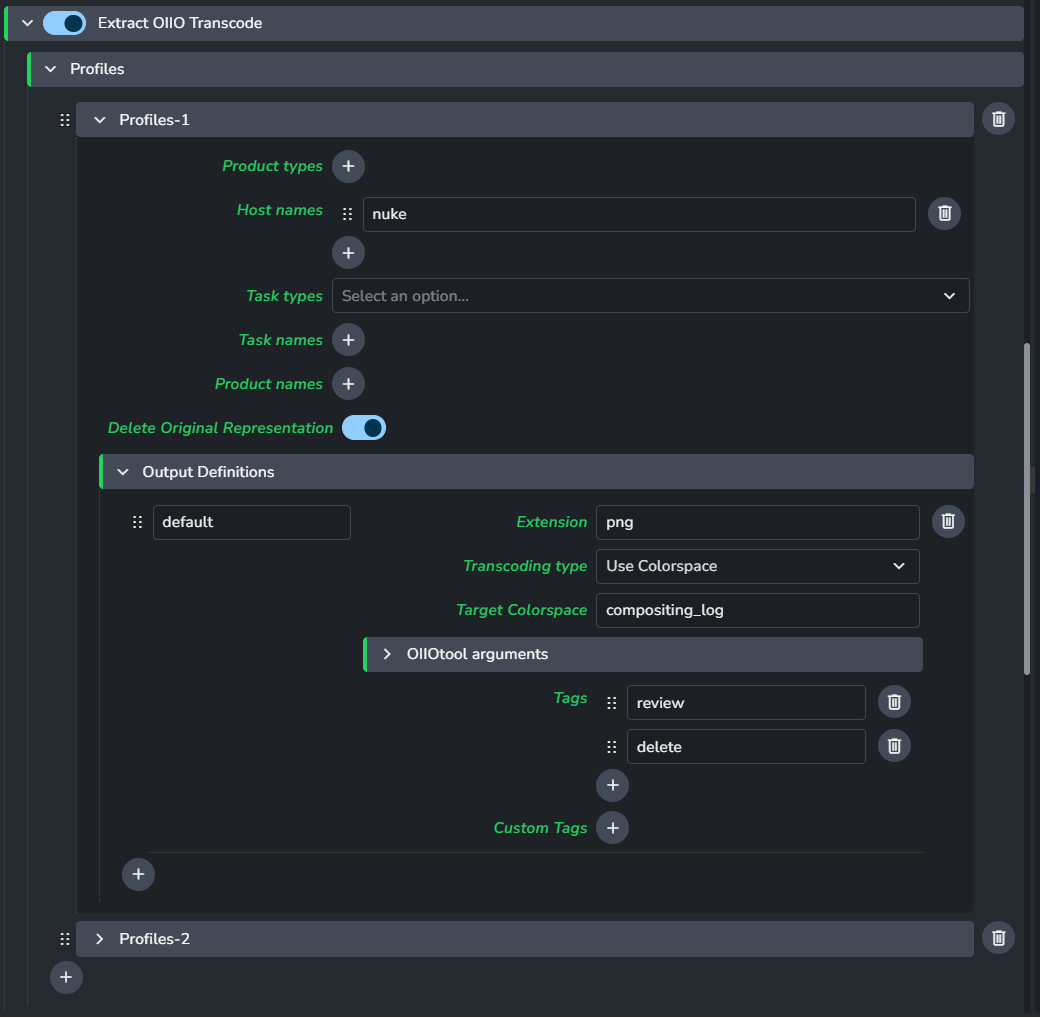 Extract OIIO Transcode
Profiles
Profiles-1
Product types
Host names
nuke
Task types
Select an option...
Task names
Product names
Delete Original Representation
Output Definitions
default
Extension
png
Transcoding type
Use Colorspace
Target Colorspace
compositing_log
OIIOtool arguments
Tags
review
delete
Custom Tags
Profiles-2